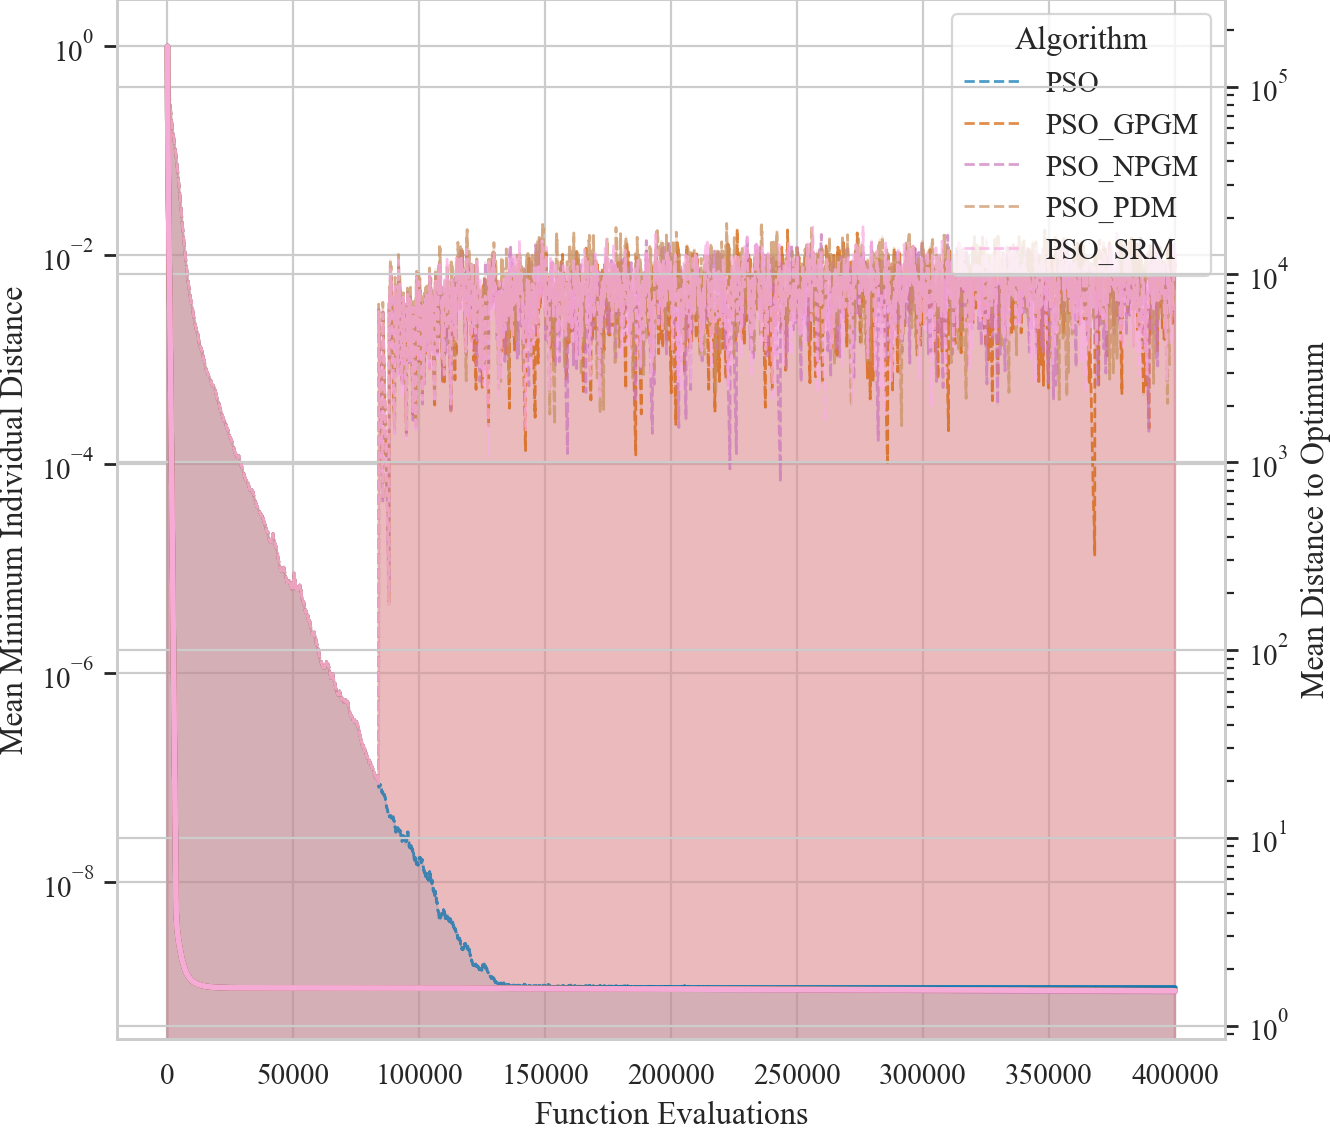 Algorithm
PSO
PSO_GPGM
PSO_NPGM
PSO_PDM
PSO_SRM
Mean Minimum Individual Distance
10^0
10^−2
10^−4
10^−6
10^−8
Mean Distance to Optimum
10^5
10^4
10^3
10^2
10^1
10^0
0 50000 100000 150000 200000 250000 300000 350000 400000
Function Evaluations